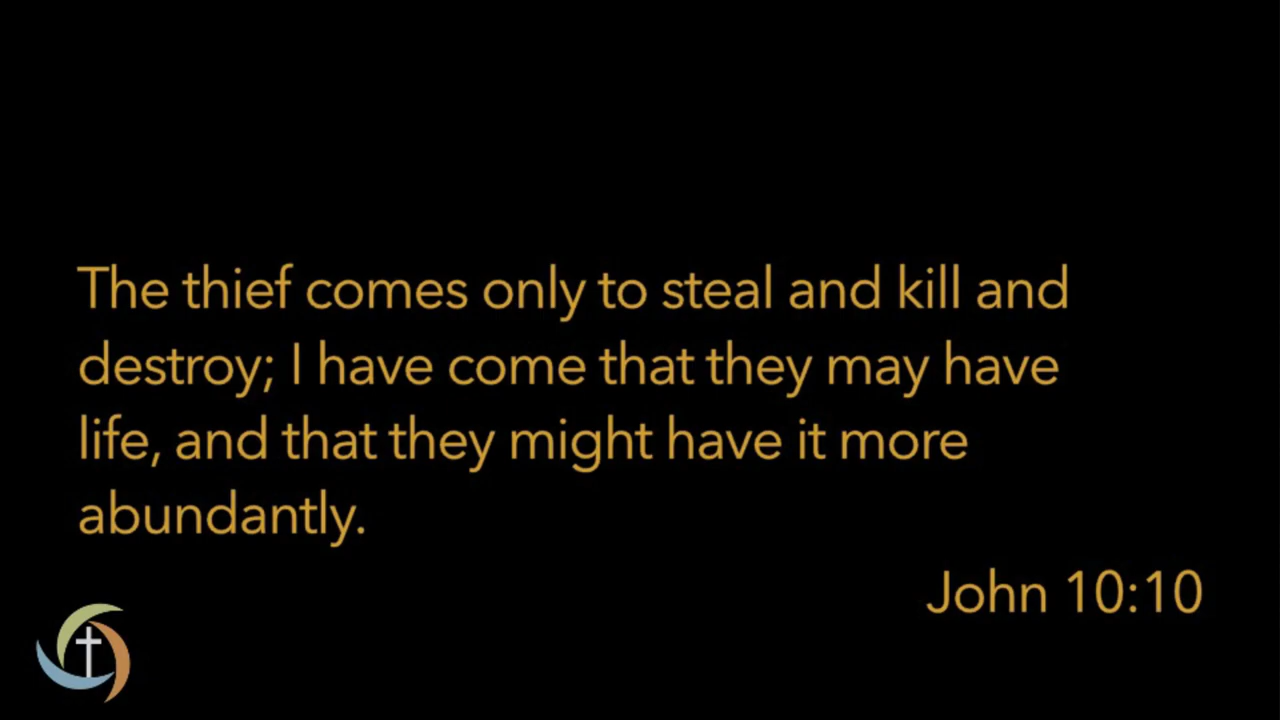 The thief comes only to steal and kill and
destroy; I have come that they may have
life, and that they might have it more
abundantly.
John 10:10